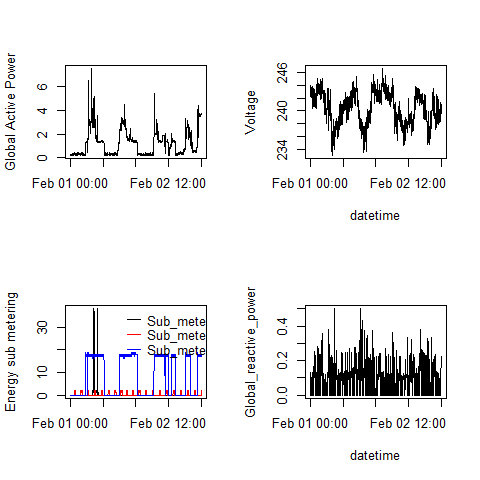 Global Active Power
0 2 4 6
Feb 01 00:00 Feb 02 12:00
Voltage
234 240 246
Feb 01 00:00 Feb 02 12:00
datetime
Energy sub metering
0 10 30
Sub_mete
Sub_mete
Sub_mete
Feb 01 00:00 Feb 02 12:00
Global_reactive_power
0.0 0.2 0.4
Feb 01 00:00 Feb 02 12:00
datetime